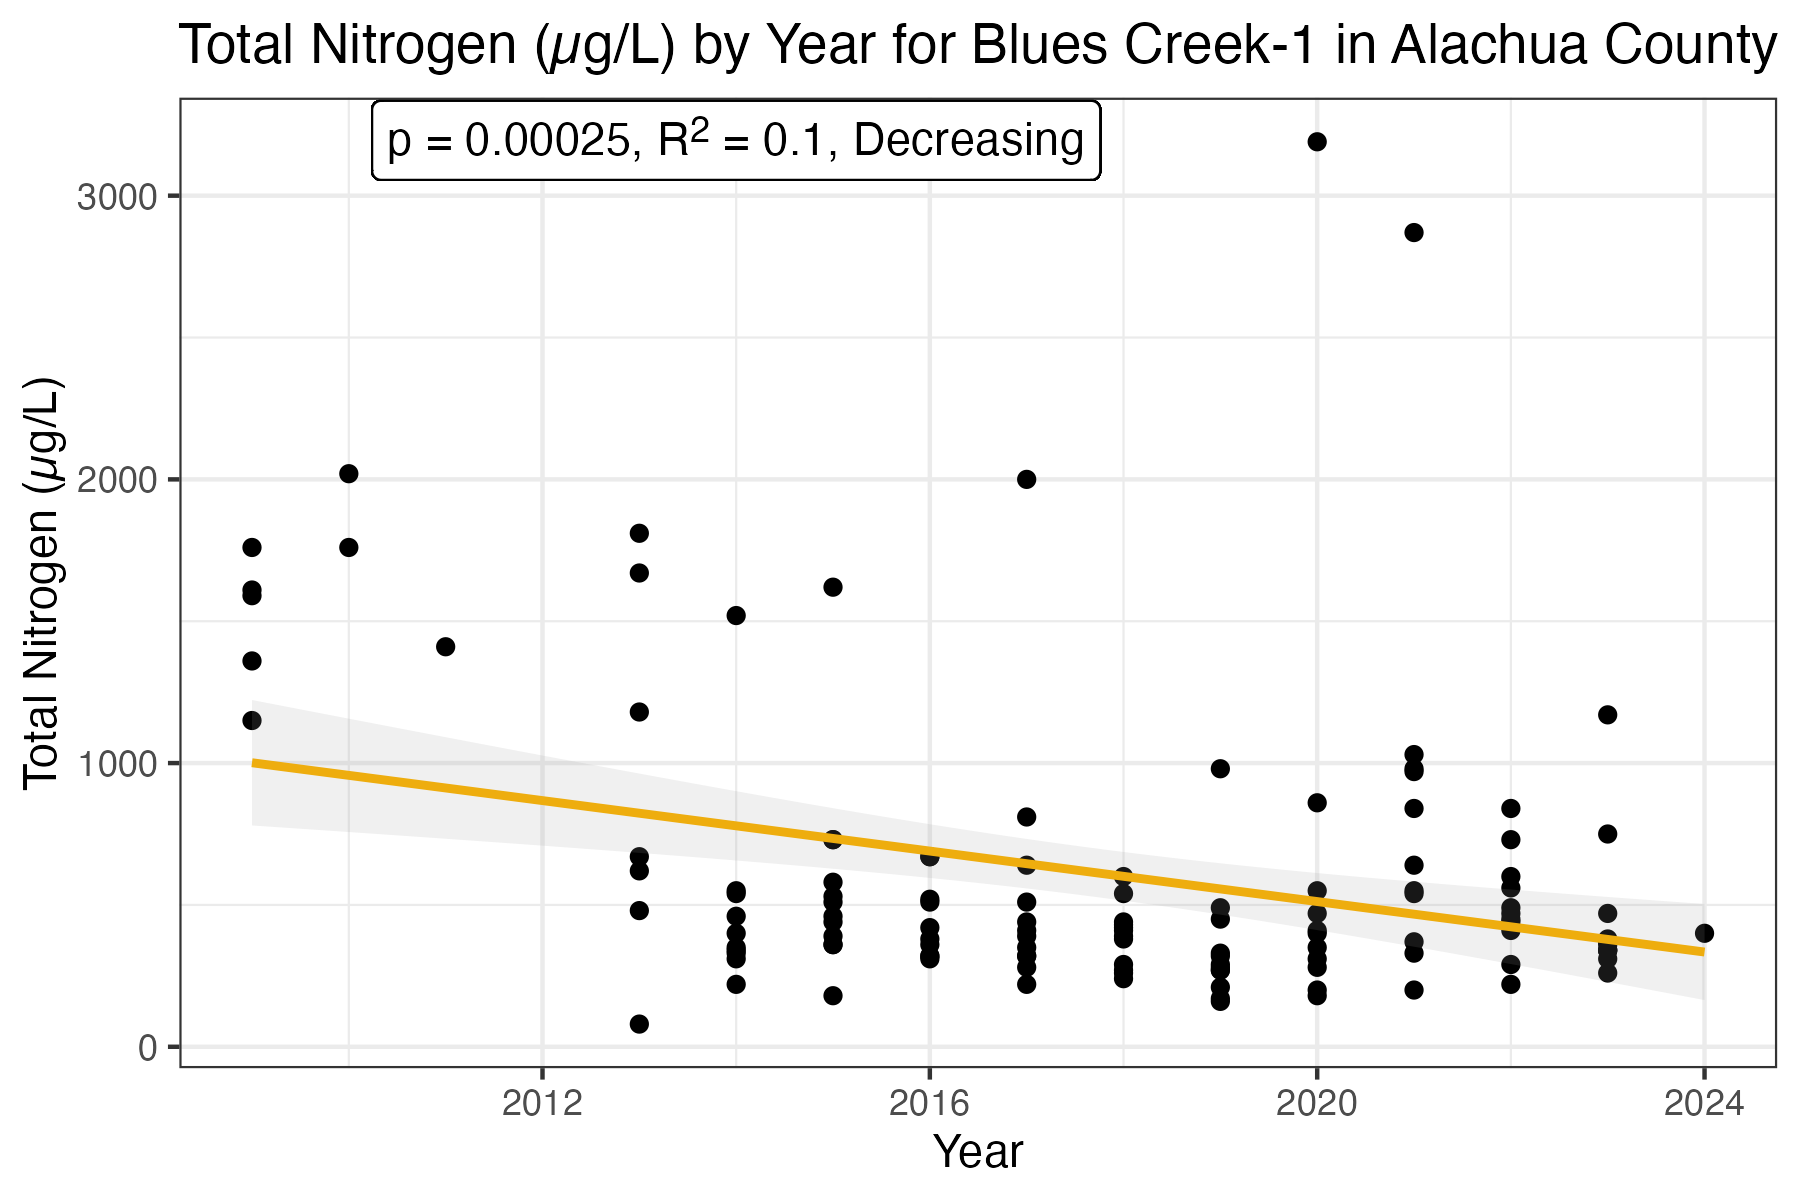 Total Nitrogen (µg/L) by Year for Blues Creek-1 in Alachua County
p = 0.00025, R² = 0.1, Decreasing
Total Nitrogen (µg/L)
3000
2000
1000
0
2012 2016 2020 2024
Year